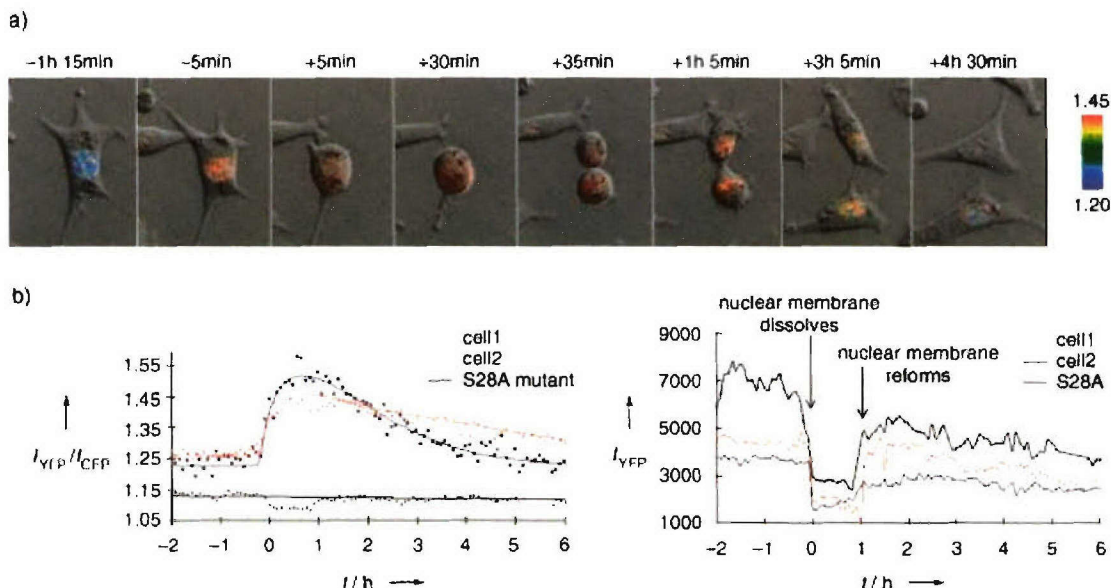 a)
−1h 15min −5min +5min +30min +35min +1h 5min +3h 5min +4h 30min
1.45
1.20
b)
cell1
cell2
S28A mutant
1.55
1.45
1.35
1.25
1.13
1.05
I_YFP/I_CFP
−2 −1 0 1 2 3 4 5 6
t/h
nuclear membrane
dissolves
nuclear membrane
reforms
cell1
cell2
S28A
9000
7000
5000
3000
1000
I_YFP
−2 −1 0 1 2 3 4 5 6
t/h